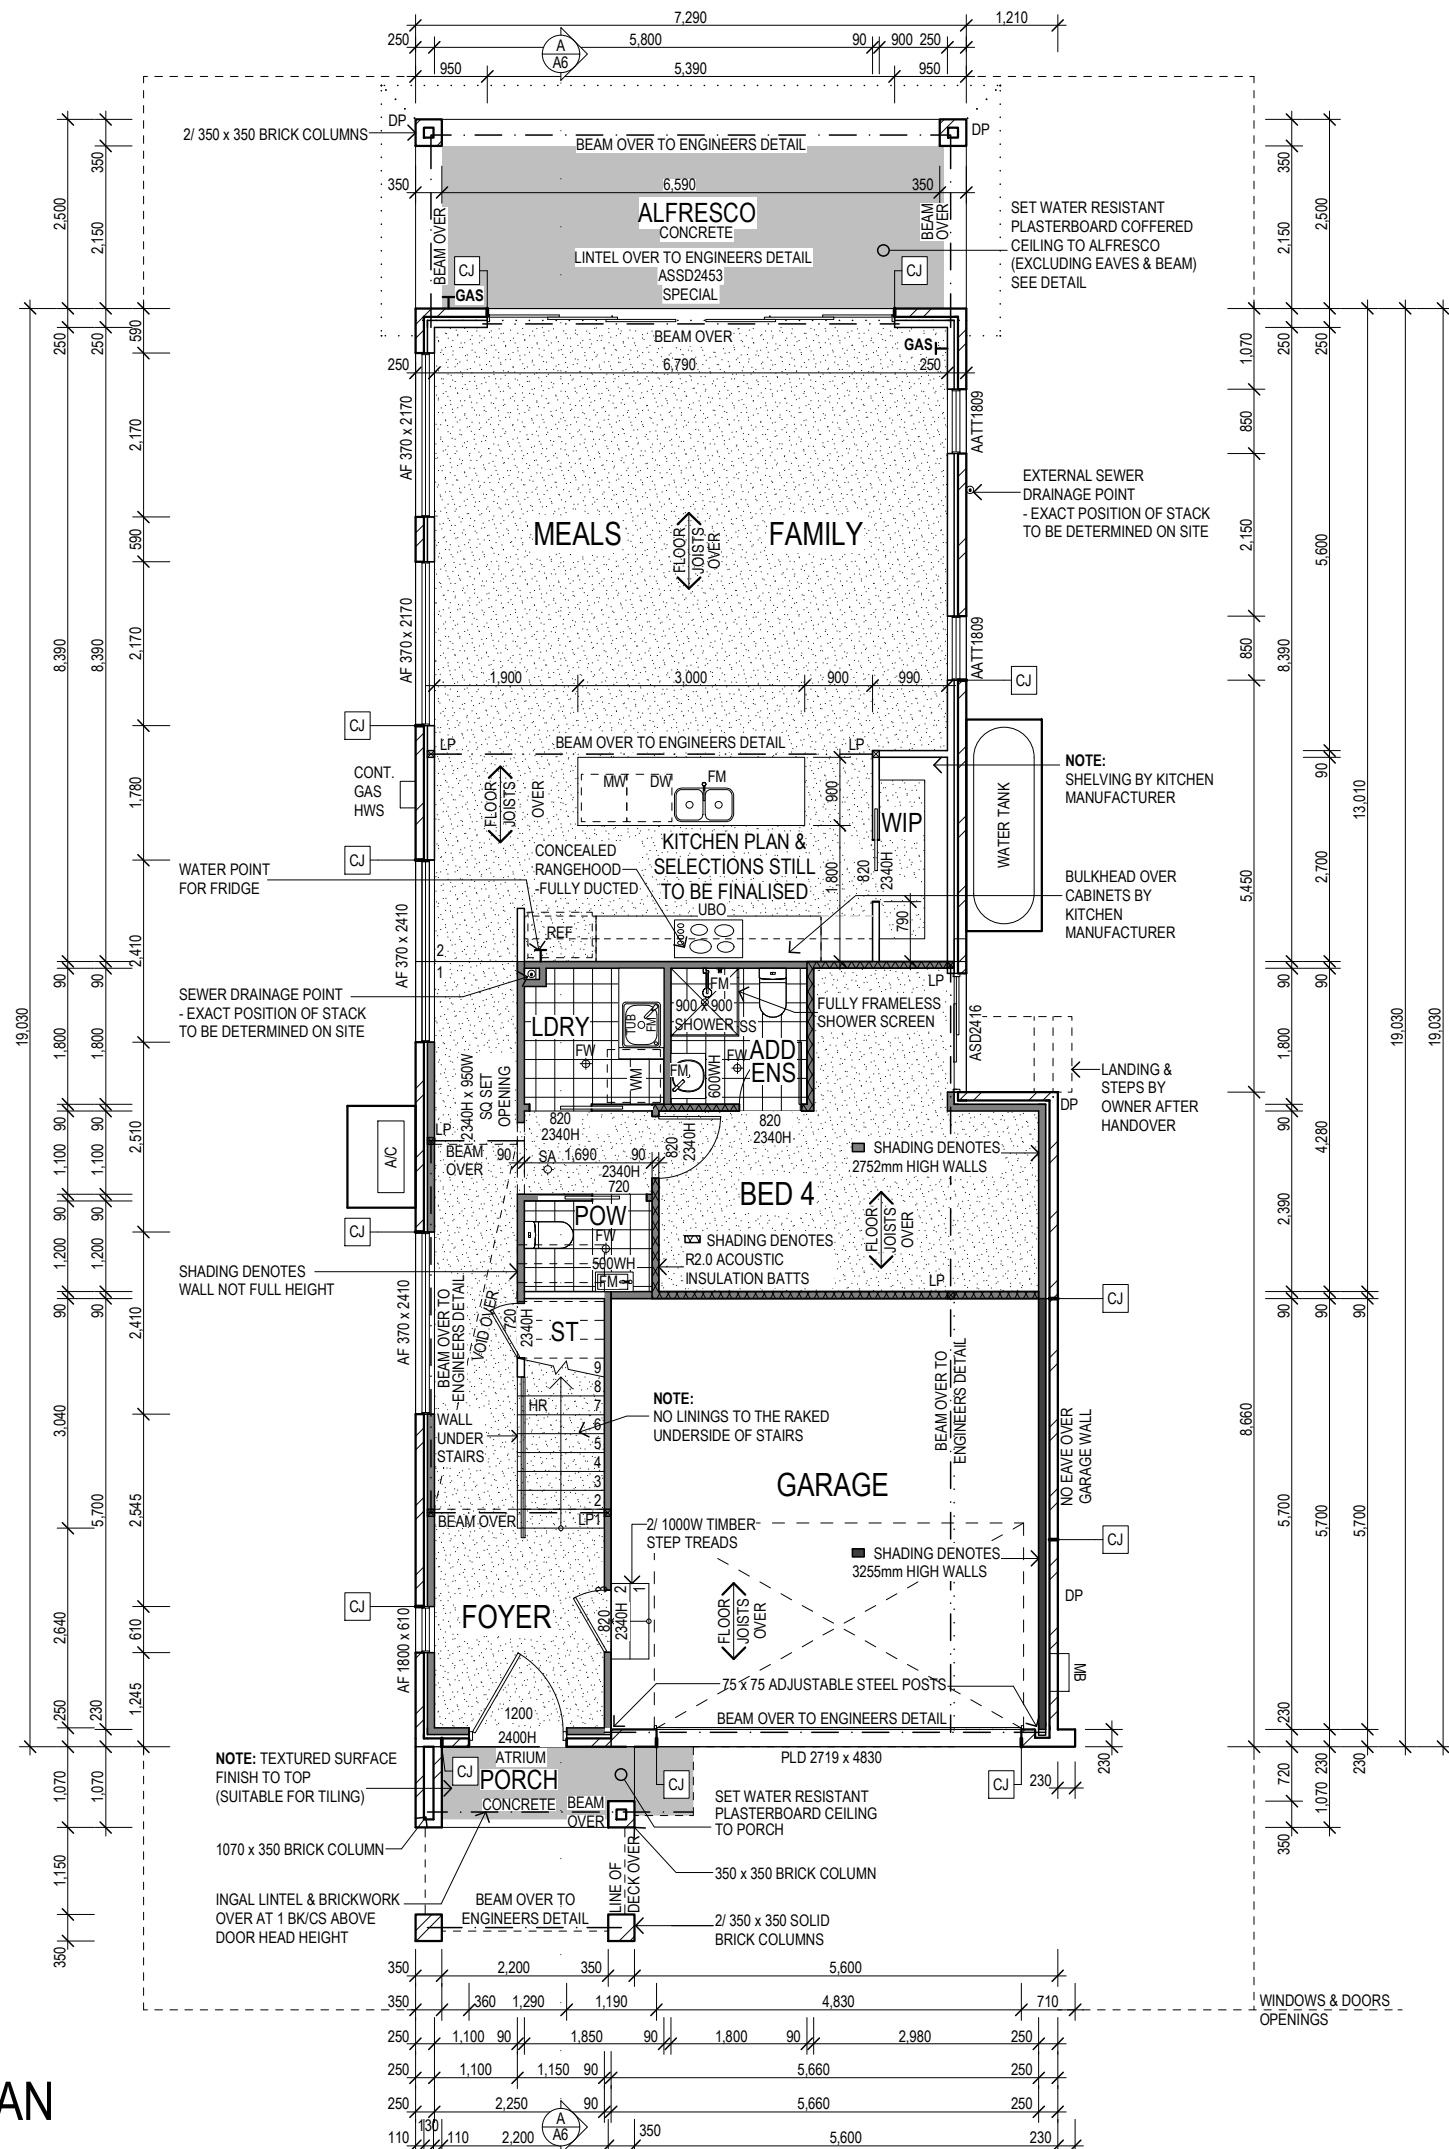 7,290
1,210
250
5,800
90
900
250
A
A6
950
5,390
950
DP
DP
2/ 350 x 350 BRICK COLUMNS
BEAM OVER TO ENGINEERS DETAIL
350
6,590
350
ALFRESCO
CONCRETE
BEAM OVER
BEAM
OVER
LINTEL OVER TO ENGINEERS DETAIL
ASSD2453
SPECIAL
CJ
CJ
GAS
SET WATER RESISTANT
PLASTERBOARD COFFERED
CEILING TO ALFRESCO
(EXCLUDING EAVES & BEAM)
SEE DETAIL
BEAM OVER
GAS
250
6,790
250
AF 370 x 2170
AATT1809
EXTERNAL SEWER
DRAINAGE POINT
- EXACT POSITION OF STACK
TO BE DETERMINED ON SITE
MEALS
FAMILY
FLOOR
JOISTS
OVER
AF 370 x 2170
AATT1809
1,900
3,000
900
990
CJ
CJ
LP
BEAM OVER TO ENGINEERS DETAIL
LP
CONT.
GAS
HWS
FLOOR
JOISTS
OVER
MW
DW
FM
900
WIP
WATER TANK
NOTE:
SHELVING BY KITCHEN
MANUFACTURER
KITCHEN PLAN &
SELECTIONS STILL
TO BE FINALISED
UBO
CONCEALED
RANGEHOOD
-FULLY DUCTED
1,800
820
2340H
790
CJ
WATER POINT
FOR FRIDGE
REF
BULKHEAD OVER
CABINETS BY
KITCHEN
MANUFACTURER
AF 370 x 2410
2
1
LP
SEWER DRAINAGE POINT
- EXACT POSITION OF STACK
TO BE DETERMINED ON SITE
LDRY
TUB
FM
FW
WM
FM
900 x 900
SHOWER
SS
FULLY FRAMELESS
SHOWER SCREEN
ADD
ENS
FW
FM
600WH
ASD2416
LANDING &
STEPS BY
OWNER AFTER
HANDOVER
2340H x 950W
SQ SET
OPENING
820
2340H
820
2340H
820
2340H
DP
A/C
LP
BEAM
OVER
90
SA
1,690
90
2340H
720
SHADING DENOTES
2752mm HIGH WALLS
BED 4
FLOOR
JOISTS
OVER
POW
FW
500WH
FM
SHADING DENOTES
R2.0 ACOUSTIC
INSULATION BATTS
LP
CJ
CJ
SHADING DENOTES
WALL NOT FULL HEIGHT
AF 370 x 2410
BEAM OVER TO
ENGINEERS DETAIL
VOID OVER
720
2340H
ST
9
8
7
6
5
4
3
2
HR
WALL
UNDER
STAIRS
NOTE:
NO LININGS TO THE RAKED
UNDERSIDE OF STAIRS
BEAM OVER TO
ENGINEERS DETAIL
NO EAVE OVER
GARAGE WALL
GARAGE
BEAM OVER
LP1
2/ 1000W TIMBER
STEP TREADS
SHADING DENOTES
3255mm HIGH WALLS
CJ
CJ
DP
FOYER
3
2
1
820
2340H
FLOOR
JOISTS
OVER
AF 1800 x 610
MB
75 x 75 ADJUSTABLE STEEL POSTS
BEAM OVER TO ENGINEERS DETAIL
1200
2400H
ATRIUM
PLD 2719 x 4830
NOTE: TEXTURED SURFACE
FINISH TO TOP
(SUITABLE FOR TILING)
CJ
PORCH
CONCRETE
BEAM
OVER
CJ
CJ
230
230
SET WATER RESISTANT
PLASTERBOARD CEILING
TO PORCH
1070 x 350 BRICK COLUMN
350 x 350 BRICK COLUMN
LINE OF
DECK OVER
INGAL LINTEL & BRICKWORK
OVER AT 1 BK/CS ABOVE
DOOR HEAD HEIGHT
BEAM OVER TO
ENGINEERS DETAIL
2/ 350 x 350 SOLID
BRICK COLUMNS
19,030
2,500
250
8,390
90
1,800
90
1,100
90
1,200
90
3,040
2,640
1,250
1,070
1,150
350
350
2,150
250
8,390
90
1,800
90
1,100
90
1,200
90
5,700
230
1,070
590
2,170
590
2,170
1,780
2,410
2,510
2,410
2,545
610
1,245
1,070
850
2,150
850
5,450
8,660
350
2,150
250
8,390
90
1,800
90
2,390
90
5,700
230
720
350
2,500
250
5,600
90
2,700
90
4,280
90
5,700
230
1,070
13,010
90
5,700
230
19,030
19,030
350
2,200
350
5,600
350
360
1,290
1,190
4,830
710
WINDOWS & DOORS
OPENINGS
250
1,100
90
1,850
90
1,800
90
2,980
250
250
1,100
1,150
90
5,660
250
AN
250
2,250
90
5,660
250
A
A6
110
130
110
2,200
350
5,600
230